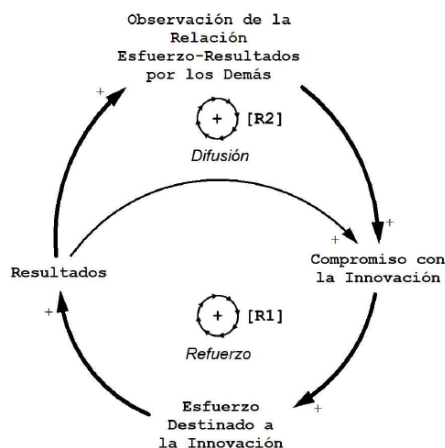 Observación de la
Relación
Esfuerzo-Resultados
por los Demás
+
+ [R2]
Difusión
+
+
Resultados
Compromiso con
la Innovación
+
+ [R1]
Refuerzo
+
Esfuerzo
Destinado a
la Innovación